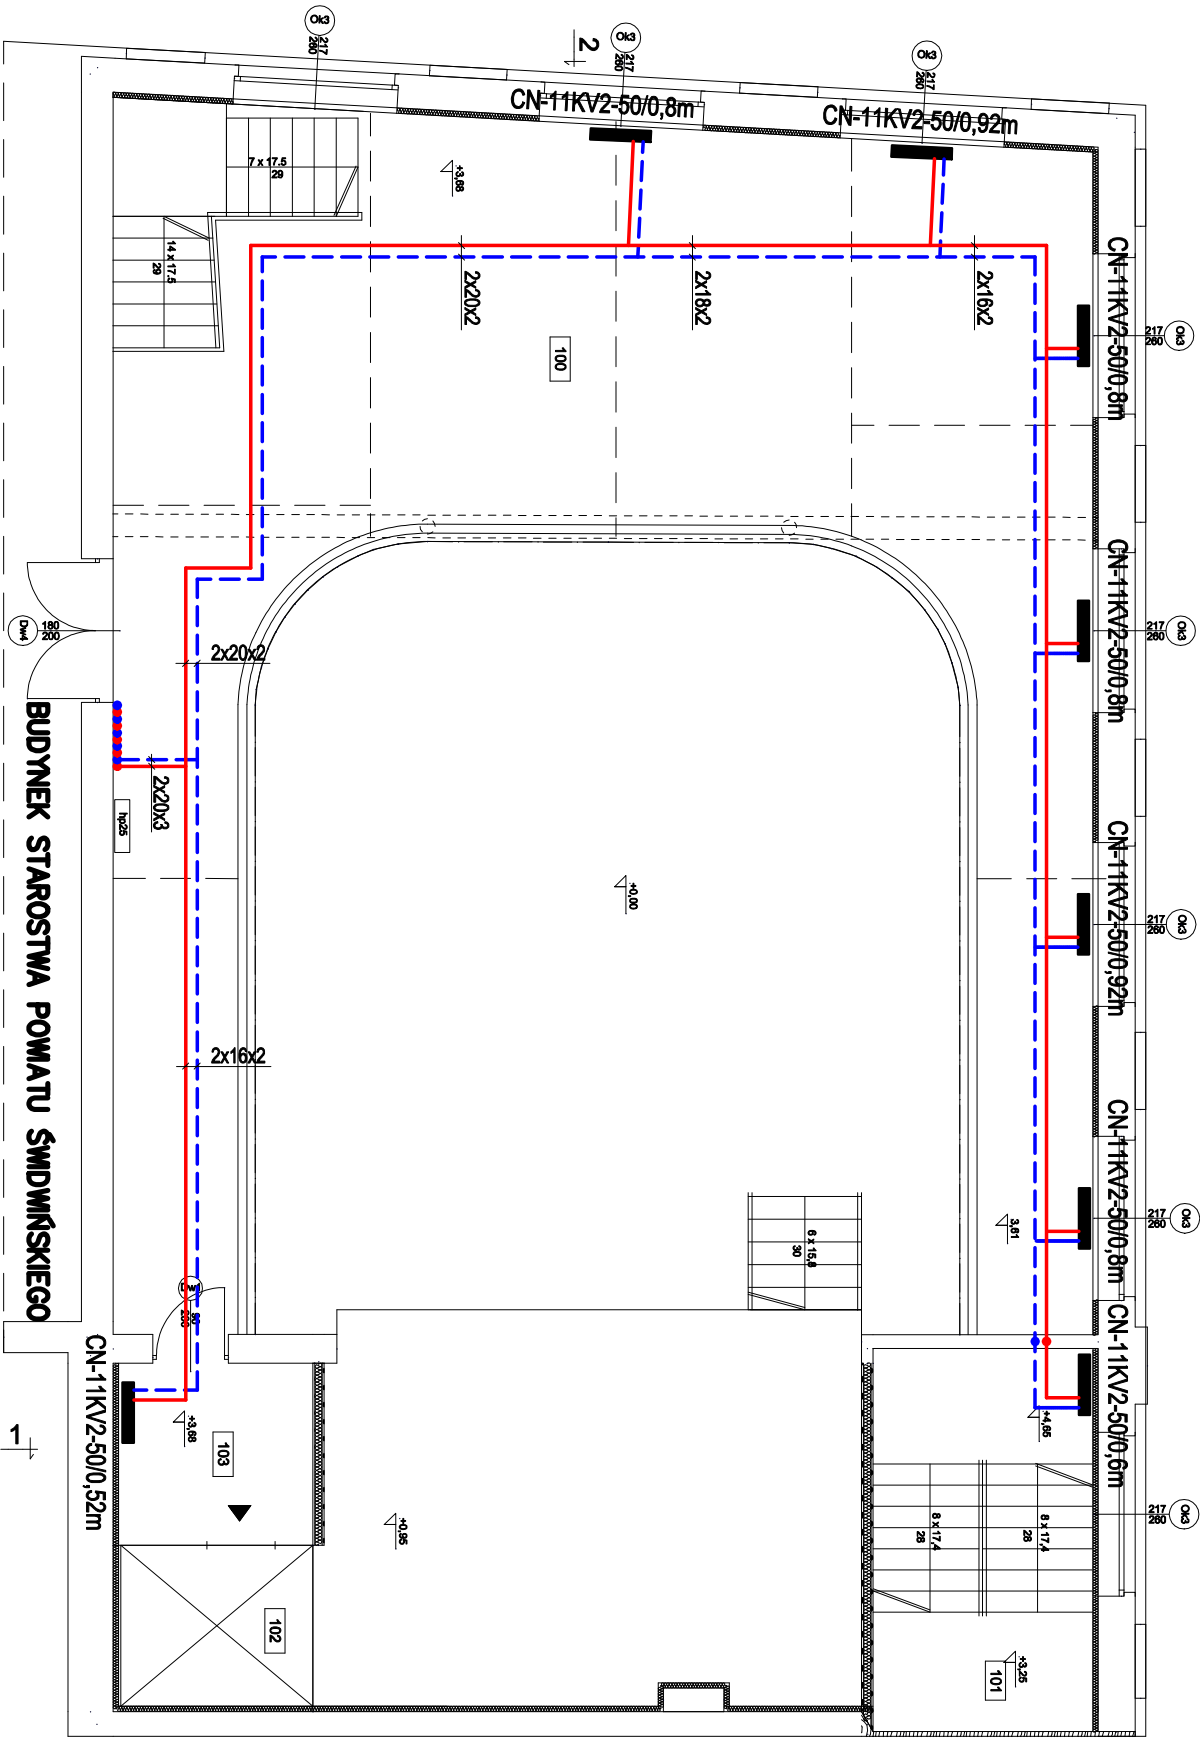 Ok3
217
260
2
Ok3
217
260
Ok3
217
260
CN-11KV2-50/0,8m
CN-11KV2-50/0,92m
7 x 17.5
29
+3,68
14 x 17.5
29
2x20x2
2x18x2
2x16x2
100
CN-11KV2-50/0,8m
217
260
Ok3
CN-11KV2-50/0,8m
217
260
Ok3
Dw4
180
200
2x20x2
2x20x3
hp25
BUDYNEK STAROSTWA POWIATU ŚWIDWIŃSKIEGO
+0,00
CN-11KV2-50/0,92m
217
260
Ok3
2x16x2
CN-11KV2-50/0,8m
217
260
Ok3
6 x 15,8
30
3,61
90
200
CN-11KV2-50/0,52m
CN-11KV2-50/0,6m
1
+3,68
103
+4,65
+0,95
8 x 17,4
28
8 x 17,4
28
217
260
Ok3
102
101
+3,25